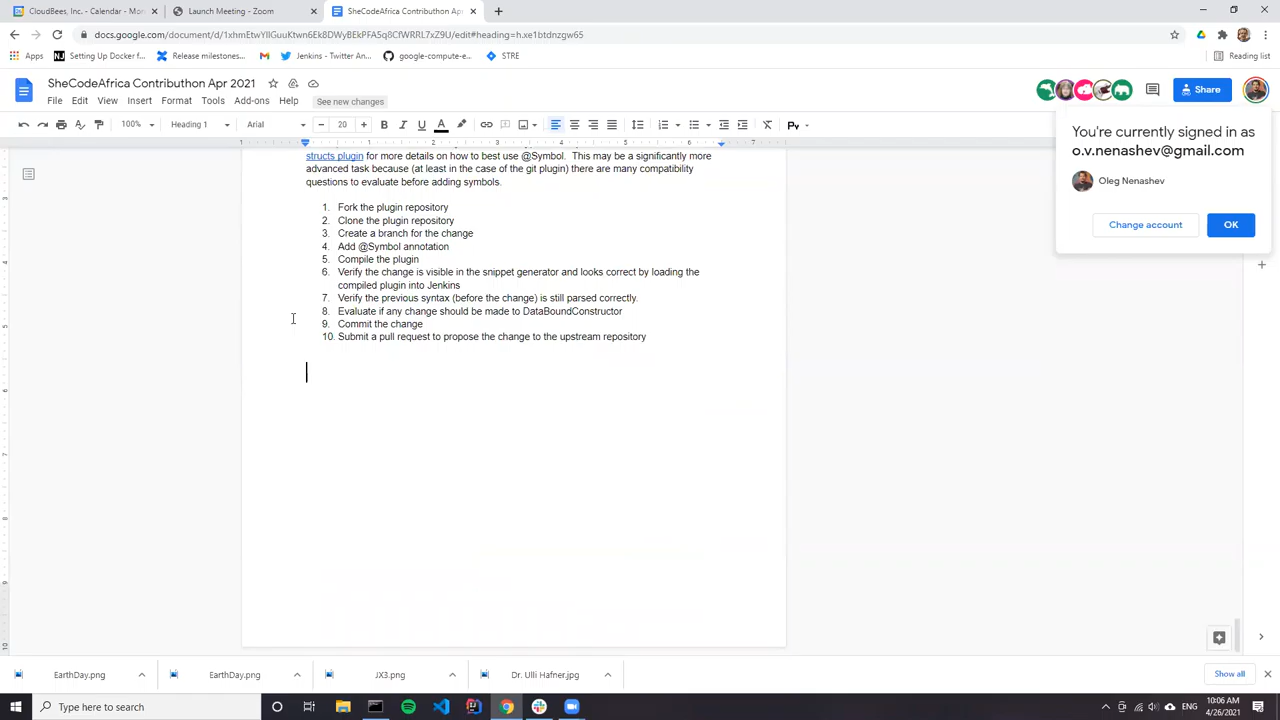 CloudBees, Inc. - Calendar - Mon
Launch Meeting - Zoom
SheCodeAfrica Contributhon Apr
docs.google.com/document/d/1xhmEtwYIlGuuKtwn6Ek8DWyBEkPFA5q8CfWRRL7xZ9U/edit#heading=h.xe1btdnzgw65
Apps
Setting Up Docker f...
Release milestones...
Jenkins - Twitter An...
google-compute-e...
STRE
Reading list
SheCodeAfrica Contributhon Apr 2021
File Edit View Insert Format Tools Add-ons Help See new changes
Share
100% Heading 1 Arial 20
You're currently signed in as
o.v.nenashev@gmail.com
Oleg Nenashev
Change account OK
structs plugin for more details on how to best use @Symbol. This may be a significantly more
advanced task because (at least in the case of the git plugin) there are many compatibility
questions to evaluate before adding symbols.
1. Fork the plugin repository
2. Clone the plugin repository
3. Create a branch for the change
4. Add @Symbol annotation
5. Compile the plugin
6. Verify the change is visible in the snippet generator and looks correct by loading the
compiled plugin into Jenkins
7. Verify the previous syntax (before the change) is still parsed correctly.
8. Evaluate if any change should be made to DataBoundConstructor
9. Commit the change
10. Submit a pull request to propose the change to the upstream repository
EarthDay.png
EarthDay.png
JX3.png
Dr. Ulli Hafner.jpg
Show all
Type here to search
ENG
10:06 AM
4/26/2021